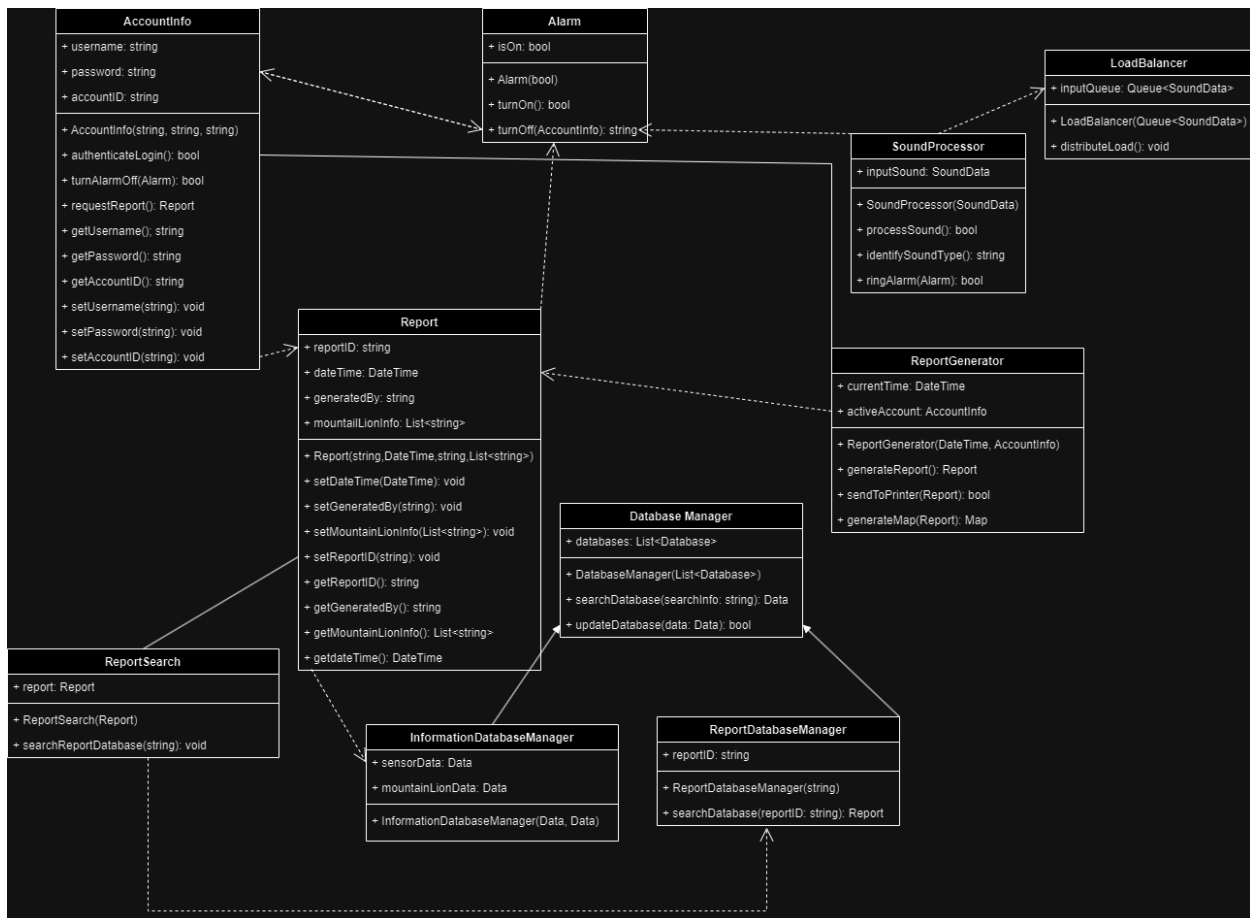 AccountInfo
+ username: string
+ password: string
+ accountID: string
+ AccountInfo(string, string, string)
+ authenticateLogin(): bool
+ turnAlarmOff(Alarm): bool
+ requestReport(): Report
+ getUsername(); string
+ getPassword(): string
+ getAccountID(): string
+ setUsername(string): void
+ setPassword(string): void
+ setAccountID(string): void
Alarm
+ isOn: bool
+ Alarm(bool)
+ turnOn(): bool
+ turnOff(AccountInfo): string
LoadBalancer
+ inputQueue: Queue<SoundData>
+ LoadBalancer(Queue<SoundData>)
+ distributeLoad(): void
SoundProcessor
+ inputSound: SoundData
+ SoundProcessor(SoundData)
+ processSound(): bool
+ identifySoundType(): string
+ ringAlarm(Alarm): bool
Report
+ reportID: string
+ dateTime: DateTime
+ generatedBy: string
+ mountailLionInfo: List<string>
+ Report(string,DateTime,string,List<string>)
+ setDateTime(DateTime): void
+ setGeneratedBy(string): void
+ setMountainLionInfo(List<string>): void
+ setReportID(string): void
+ getReportID(): string
+ getGeneratedBy(): string
+ getMountainLionInfo(): List<string>
+ getdateTime(): DateTime
ReportGenerator
+ currentTime: DateTime
+ activeAccount: AccountInfo
+ ReportGenerator(DateTime, AccountInfo)
+ generateReport(): Report
+ sendToPrinter(Report): bool
+ generateMap(Report): Map
Database Manager
+ databases: List<Database>
+ DatabaseManager(List<Database>)
+ searchDatabase(searchInfo: string): Data
+ updateDatabase(data: Data): bool
ReportSearch
+ report: Report
+ ReportSearch(Report)
+ searchReportDatabase(string): void
InformationDatabaseManager
+ sensorData: Data
+ mountainLionData: Data
+ InformationDatabaseManager(Data, Data)
ReportDatabaseManager
+ reportID: string
+ ReportDatabaseManager(string)
+ searchDatabase(reportID: string): Report